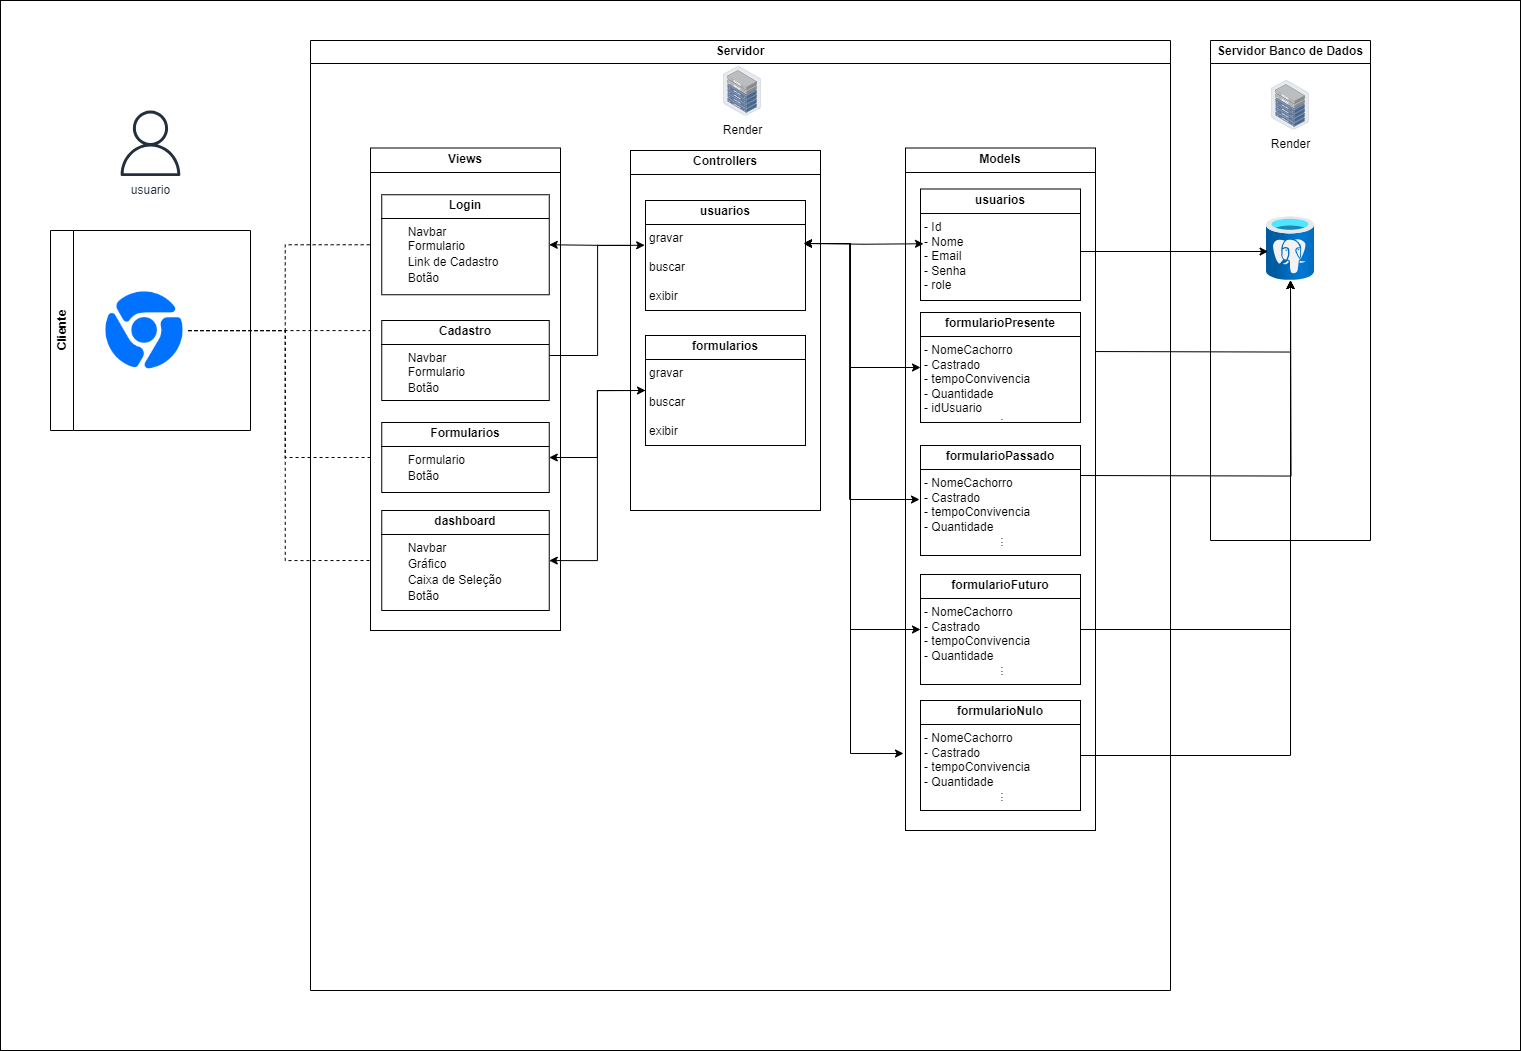 usuario
Cliente
Servidor
Render
Views
Login
Navbar
Formulario
Link de Cadastro
Botão
Cadastro
Navbar
Formulario
Botão
Formularios
Formulario
Botão
dashboard
Navbar
Gráfico
Caixa de Seleção
Botão
Controllers
usuarios
gravar
buscar
exibir
formularios
gravar
buscar
exibir
Models
usuarios
- Id
- Nome
- Email
- Senha
- role
formularioPresente
- NomeCachorro
- Castrado
- tempoConvivencia
- Quantidade
- idUsuario
formularioPassado
- NomeCachorro
- Castrado
- tempoConvivencia
- Quantidade
⋮
formularioFuturo
- NomeCachorro
- Castrado
- tempoConvivencia
- Quantidade
⋮
formularioNulo
- NomeCachorro
- Castrado
- tempoConvivencia
- Quantidade
⋮
Servidor Banco de Dados
Render